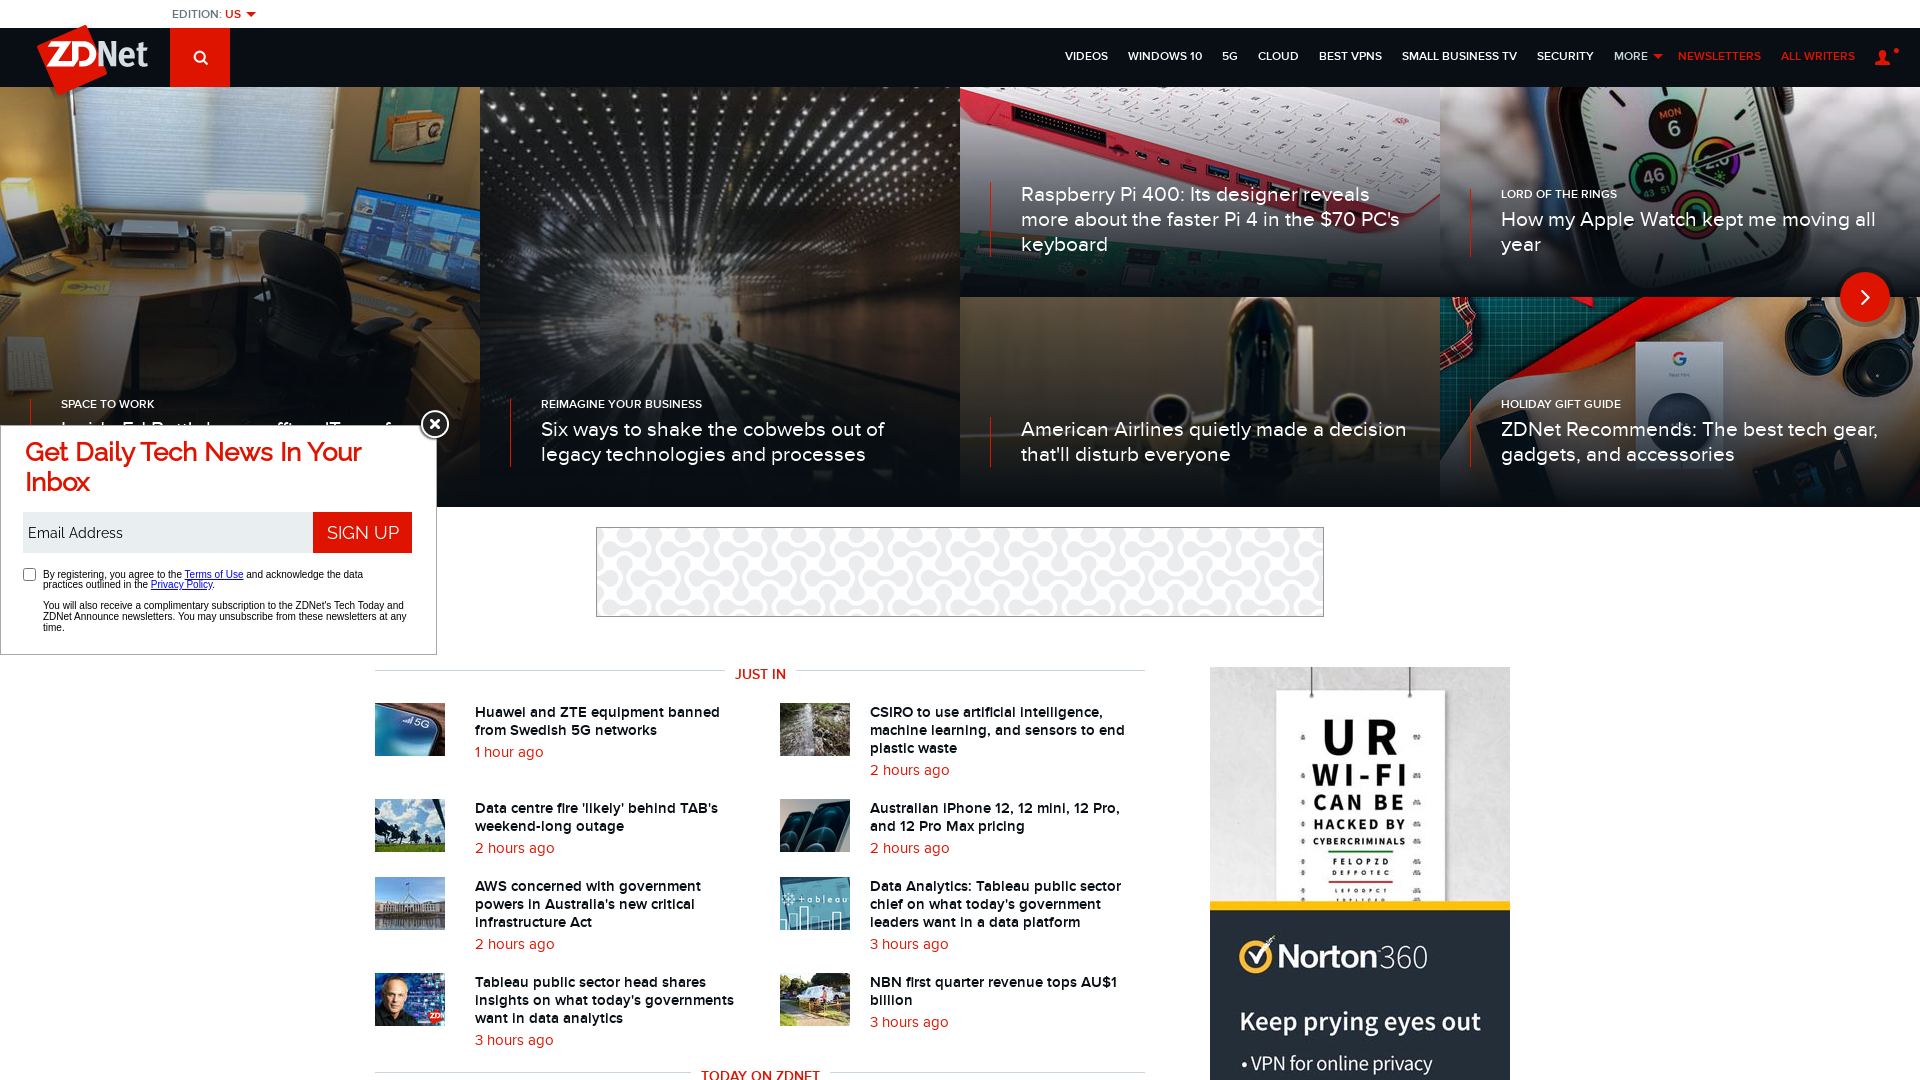 EDITION: US
ZDNet
VIDEOS WINDOWS 10 5G CLOUD BEST VPNS SMALL BUSINESS TV SECURITY MORE NEWSLETTERS ALL WRITERS
SPACE TO WORK
REIMAGINE YOUR BUSINESS
Six ways to shake the cobwebs out of
legacy technologies and processes
Raspberry Pi 400: Its designer reveals
more about the faster Pi 4 in the $70 PC's
keyboard
MON
6
46
LORD OF THE RINGS
How my Apple Watch kept me moving all
year
American Airlines quietly made a decision
that'll disturb everyone
HOLIDAY GIFT GUIDE
ZDNet Recommends: The best tech gear,
gadgets, and accessories
Get Daily Tech News In Your
Inbox
Email Address
SIGN UP
By registering, you agree to the Terms of Use and acknowledge the data
practices outlined in the Privacy Policy.
You will also receive a complimentary subscription to the ZDNet's Tech Today and
ZDNet Announce newsletters. You may unsubscribe from these newsletters at any
time.
JUST IN
5G
Huawei and ZTE equipment banned
from Swedish 5G networks
1 hour ago
CSIRO to use artificial intelligence,
machine learning, and sensors to end
plastic waste
2 hours ago
Data centre fire 'likely' behind TAB's
weekend-long outage
2 hours ago
Australian iPhone 12, 12 mini, 12 Pro,
and 12 Pro Max pricing
2 hours ago
AWS concerned with government
powers in Australia's new critical
infrastructure Act
2 hours ago
+ableau
Data Analytics: Tableau public sector
chief on what today's government
leaders want in a data platform
3 hours ago
Tableau public sector head shares
insights on what today's governments
want in data analytics
3 hours ago
NBN first quarter revenue tops AU$1
billion
3 hours ago
TODAY ON ZDNET
UR
WI-FI
CAN BE
HACKED BY
CYBERCRIMINALS
FELOPZD
DEFPOTEC
LEFODPCT
Norton 360
Keep prying eyes out
• VPN for online privacy